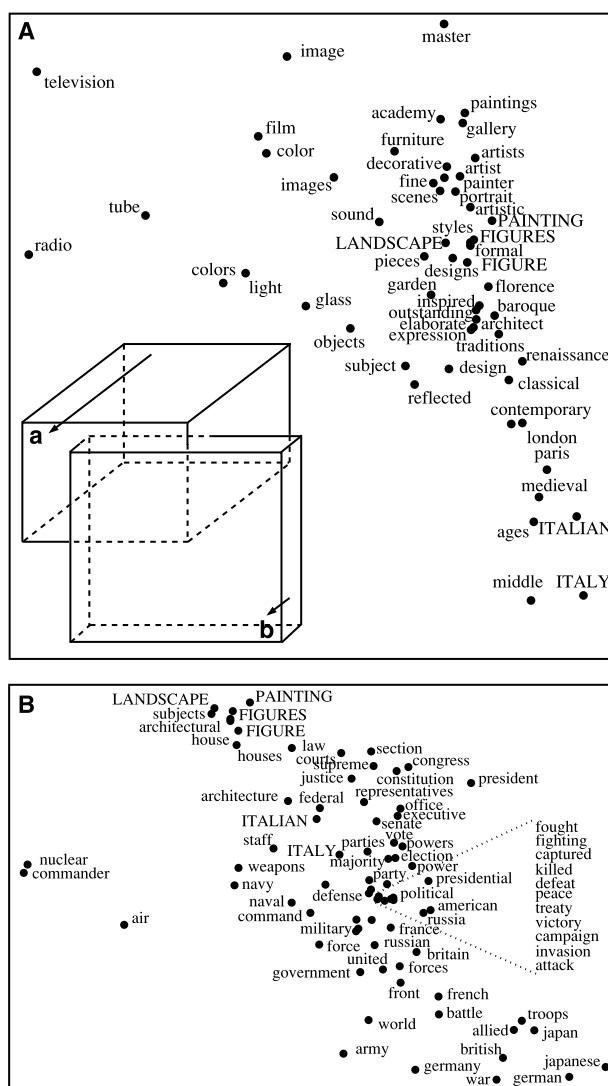 A
master
image
television
paintings
academy
gallery
film
furniture
color
artists
decorative
artist
fine
painter
images
scenes
portrait
tube
artistic
sound
PAINTING
styles
FIGURES
LANDSCAPE
radio
formal
pieces
FIGURE
designs
colors
light
garden
florence
glass
inspired
baroque
outstanding
elaborate
architect
objects
expression
traditions
renaissance
subject
design
classical
reflected
contemporary
a
london
paris
medieval
ages
ITALIAN
middle
ITALY
b
B
LANDSCAPE
PAINTING
subjects
FIGURES
architectural
FIGURE
house
houses
law
courts
section
supreme
congress
justice
constitution
president
representatives
architecture
federal
office
executive
ITALIAN
senate
staff
vote
parties
powers
ITALY
majority
election
nuclear
power
commander
weapons
party
presidential
navy
defense
political
naval
american
command
russia
air
military
france
force
russian
britain
united
forces
government
front
french
battle
world
troops
allied
japan
army
british
germany
japanese
war
german
fought
fighting
captured
killed
defeat
peace
treaty
victory
campaign
invasion
attack